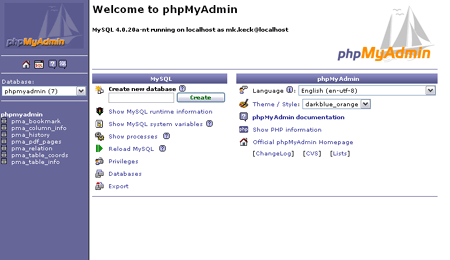 phpMyAdmin
Database:
phpmyadmin (7)
phpmyadmin
pma_bookmark
pma_column_info
pma_history
pma_pdf_pages
pma_relation
pma_table_coords
pma_table_info
Welcome to phpMyAdmin
MySQL 4.0.20a-nt running on localhost as mk.keck@localhost
phpMyAdmin
MySQL
Create new database
Create
Show MySQL runtime information
Show MySQL system variables
Show processes
Reload MySQL
Privileges
Databases
Export
phpMyAdmin
Language : English (en-utf-8)
Theme / Style: darkblue_orange
phpMyAdmin documentation
Show PHP information
Official phpMyAdmin Homepage
[ChangeLog] [CVS] [Lists]